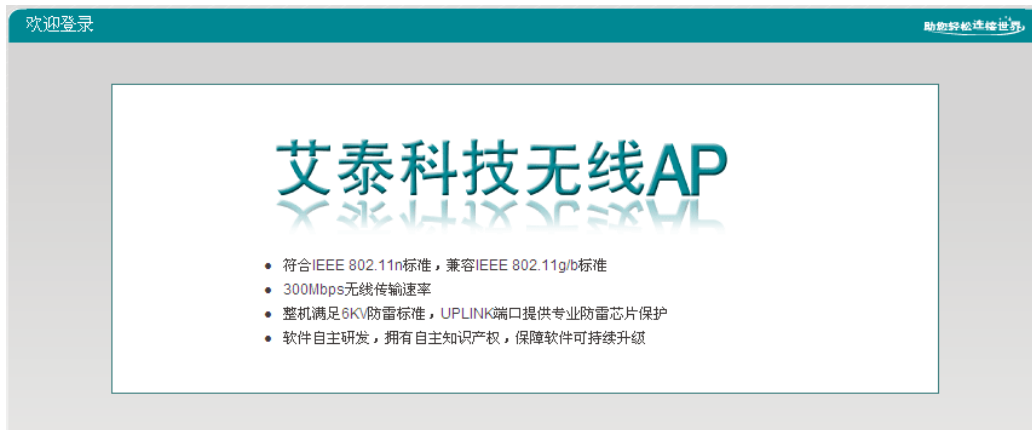 欢迎登录
助您轻松连接世界
艾泰科技无线AP
符合IEEE 802.11n标准，兼容IEEE 802.11g/b标准
300Mbps无线传输速率
整机满足6KV防雷标准，UPLINK端口提供专业防雷芯片保护
软件自主研发，拥有自主知识产权，保障软件可持续升级